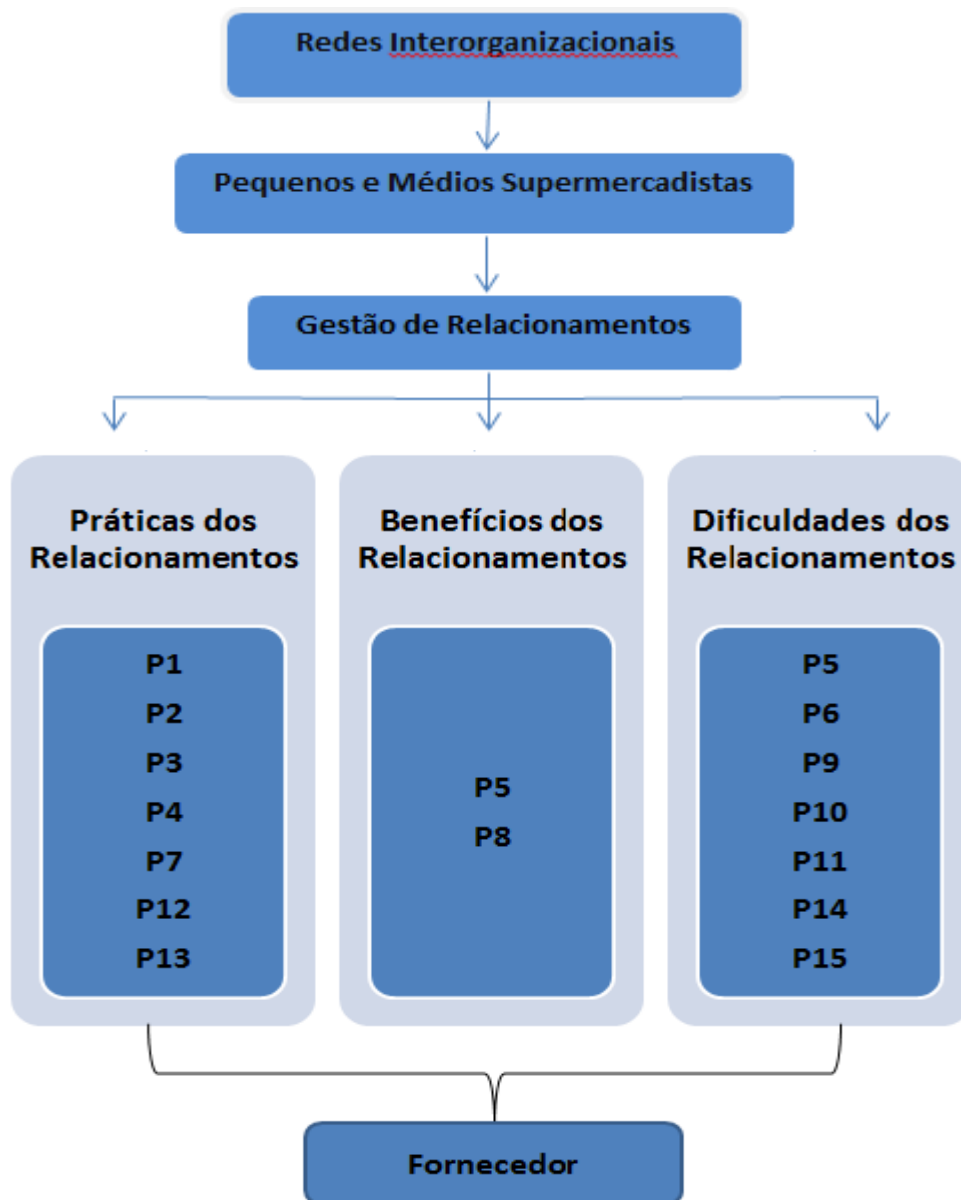 Redes Interorganizacionais
Pequenos e Médios Supermercadistas
Gestão de Relacionamentos
Práticas dos
Relacionamentos
P1
P2
P3
P4
P7
P12
P13
Benefícios dos
Relacionamentos
P5
P8
Dificuldades dos
Relacionamentos
P5
P6
P9
P10
P11
P14
P15
Fornecedor